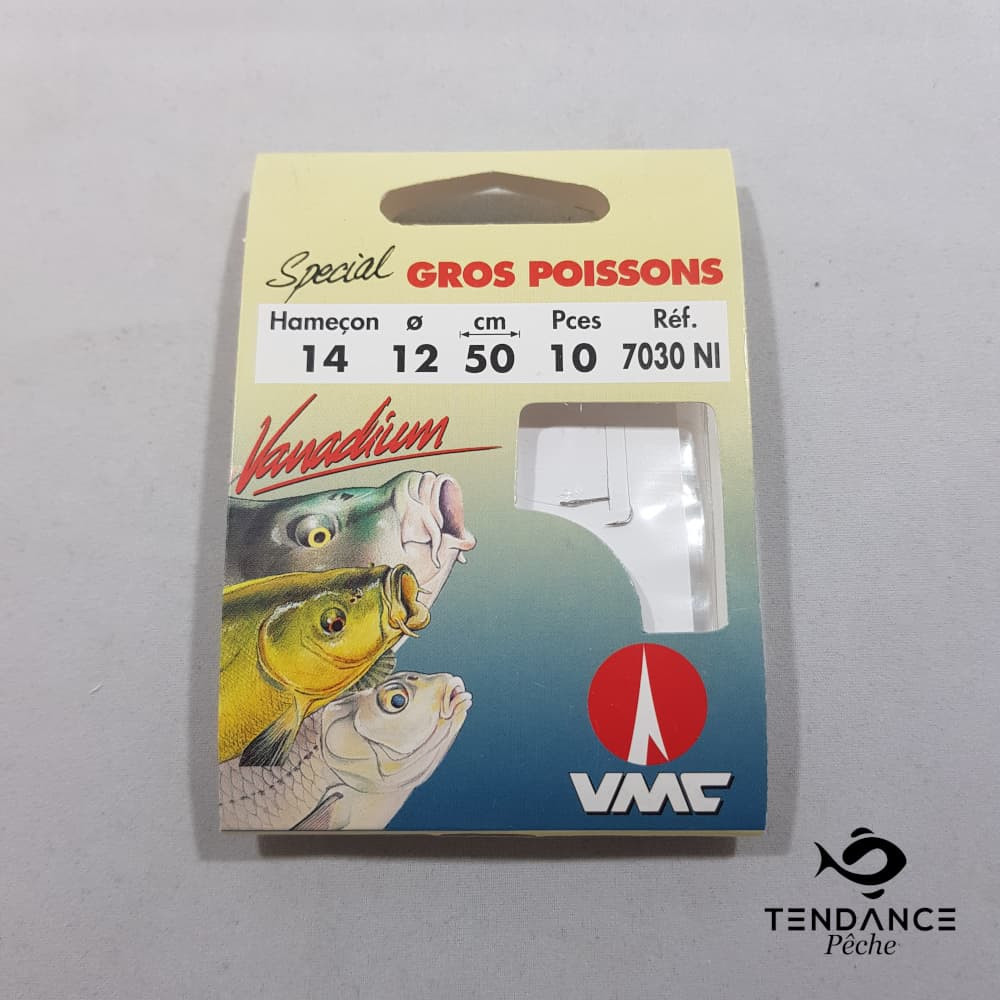 Special GROS POISSONS
Hameçon ø cm Pces Réf.
14 12 50 10 7030 NI
Vanadium
VMC
TENDANCE
Pêche